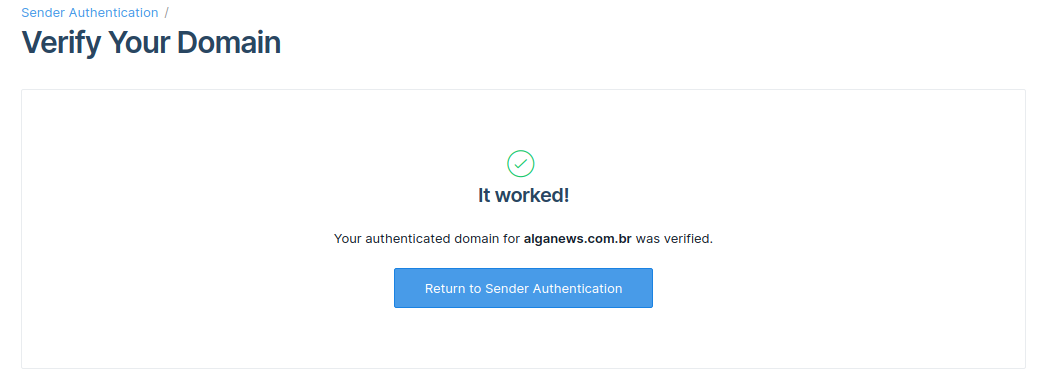 Sender Authentication /
Verify Your Domain
It worked!
Your authenticated domain for alganews.com.br was verified.
Return to Sender Authentication